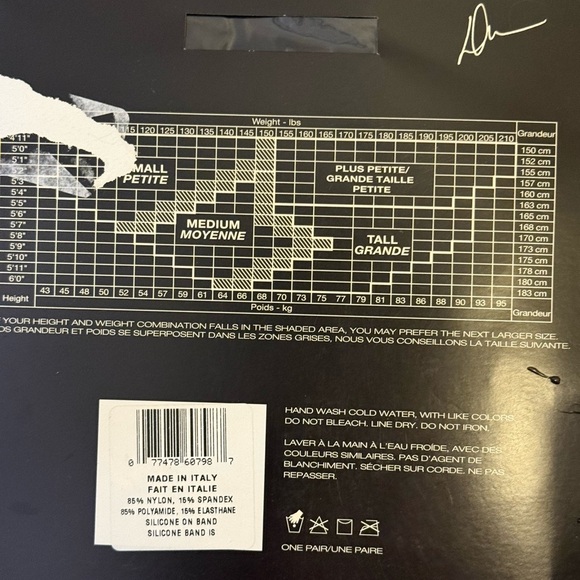 Weight - lbs
115 120 125 130 135 140 145 150 155 160 165 170 175 180 185 190 195 200 205 210 Grandeur
4'11" 150 cm
5'0" 152 cm
5'1" SMALL PLUS PETITE/ 155 cm
5'2" PETITE GRANDE TAILLE 157 cm
5'3" PETITE 160 cm
5'4" 163 cm
5'5" 165 cm
5'6" 168 cm
5'7" MEDIUM 170 cm
5'8" MOYENNE TALL 173 cm
5'9" GRANDE 175 cm
5'10" 178 cm
5'11" 180 cm
6'0" 183 cm
Height 43 45 48 50 52 54 57 59 61 64 66 68 70 73 75 77 79 81 83 86 88 90 93 95 Grandeur
Poids - kg
YOUR HEIGHT AND WEIGHT COMBINATION FALLS IN THE SHADED AREA, YOU MAY PREFER THE NEXT LARGER SIZE.
GRANDEUR ET POIDS SE SUPERPOSENT DANS LES ZONES GRISES, NOUS VOUS CONSEILLONS LA TAILLE SUIVANTE.
0 77478 60798 7
MADE IN ITALY
FAIT EN ITALIE
85% NYLON, 15% SPANDEX
85% POLYAMIDE, 15% ELASTHANE
SILICONE ON BAND
SILICONE BAND IS
HAND WASH COLD WATER, WITH LIKE COLORS
DO NOT BLEACH. LINE DRY. DO NOT IRON.
LAVER À LA MAIN À L'EAU FROÍDE, AVEC DES
COULEURS SIMILAIRES. PAS D'AGENT DE
BLANCHIMENT. SÉCHER SUR CORDE. NE PAS
REPASSER.
ONE PAIR/UNE PAIRE